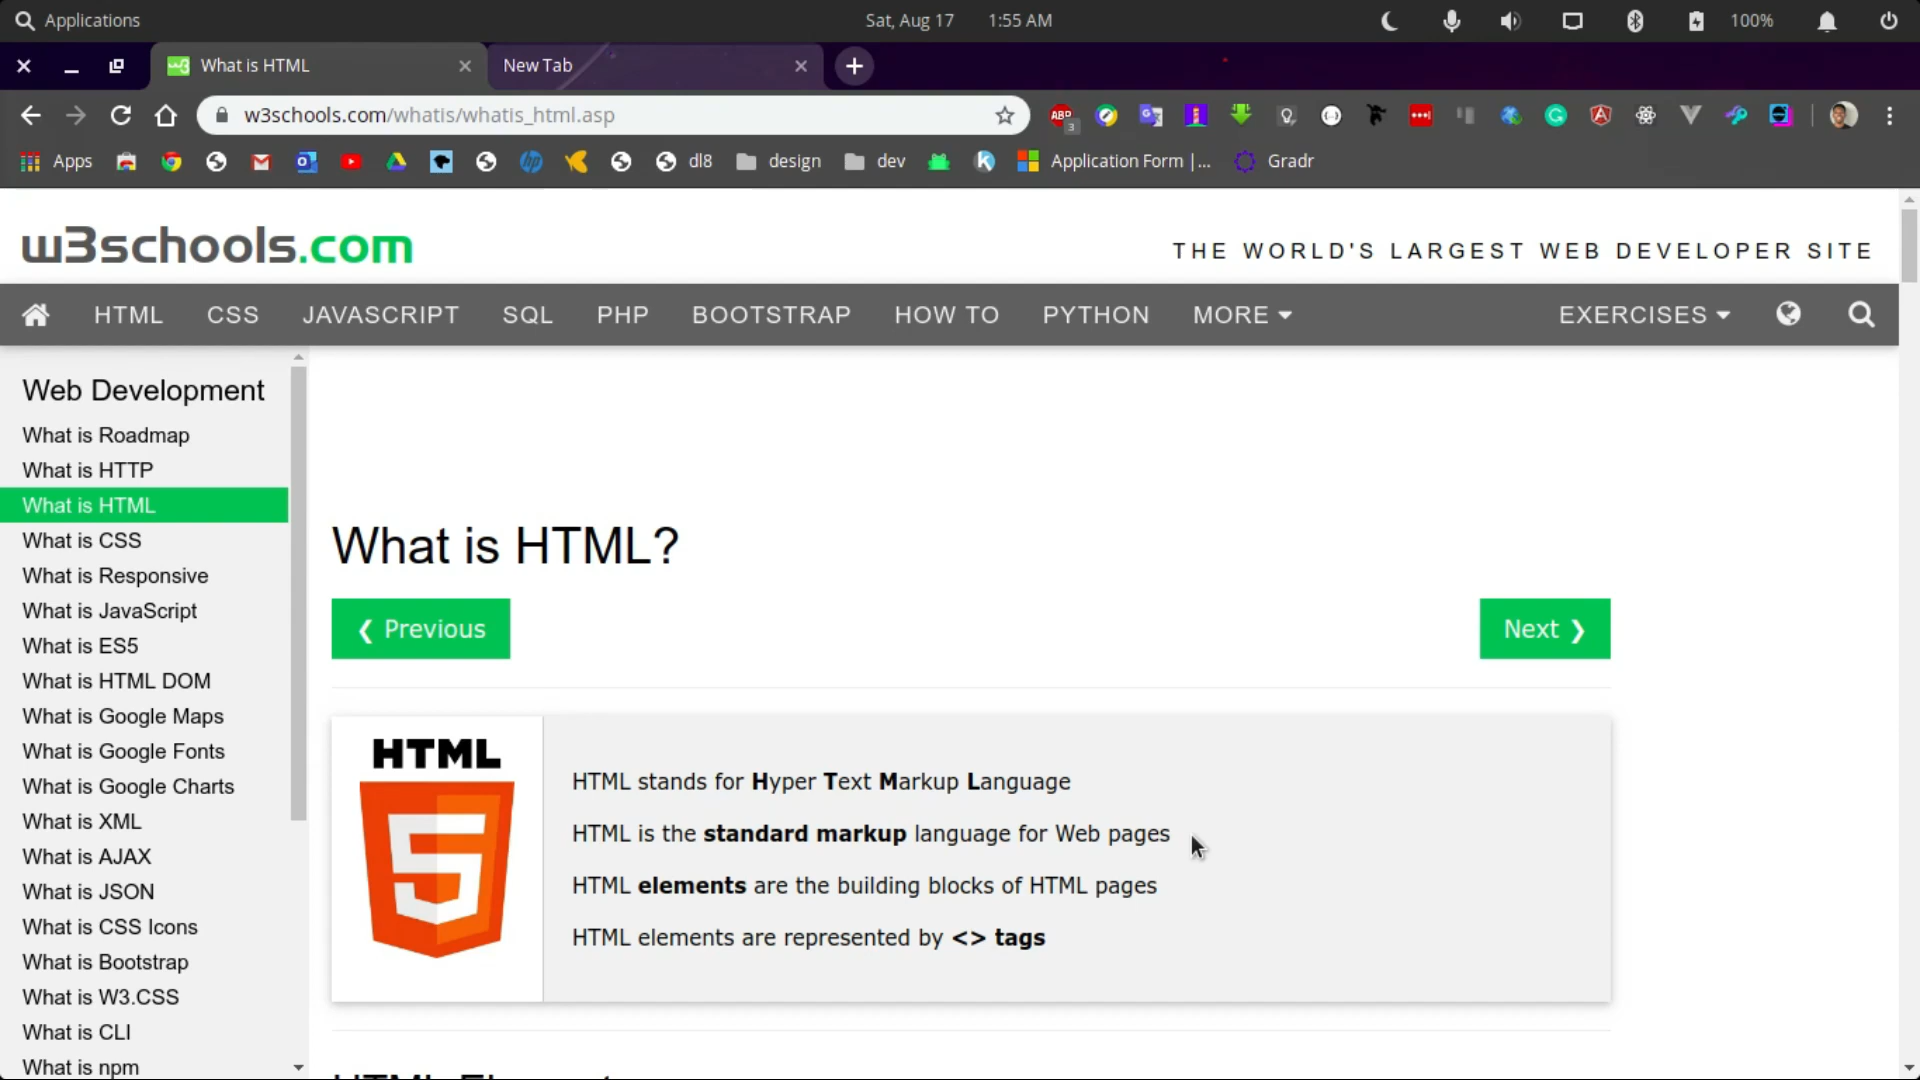 Applications
Sat, Aug 17 1:55 AM
100%
What is HTML
New Tab
w3schools.com/whatis/whatis_html.asp
ABP
3
Apps
dl8
design
dev
Application Form |...
Gradr
w3schools.com
THE WORLD'S LARGEST WEB DEVELOPER SITE
HTML CSS JAVASCRIPT SQL PHP BOOTSTRAP HOW TO PYTHON MORE EXERCISES
Web Development
What is Roadmap
What is HTTP
What is HTML
What is CSS
What is Responsive
What is JavaScript
What is ES5
What is HTML DOM
What is Google Maps
What is Google Fonts
What is Google Charts
What is XML
What is AJAX
What is JSON
What is CSS Icons
What is Bootstrap
What is W3.CSS
What is CLI
What is npm
What is HTML?
❮ Previous
Next ❯
HTML
5
HTML stands for Hyper Text Markup Language
HTML is the standard markup language for Web pages
HTML elements are the building blocks of HTML pages
HTML elements are represented by <> tags